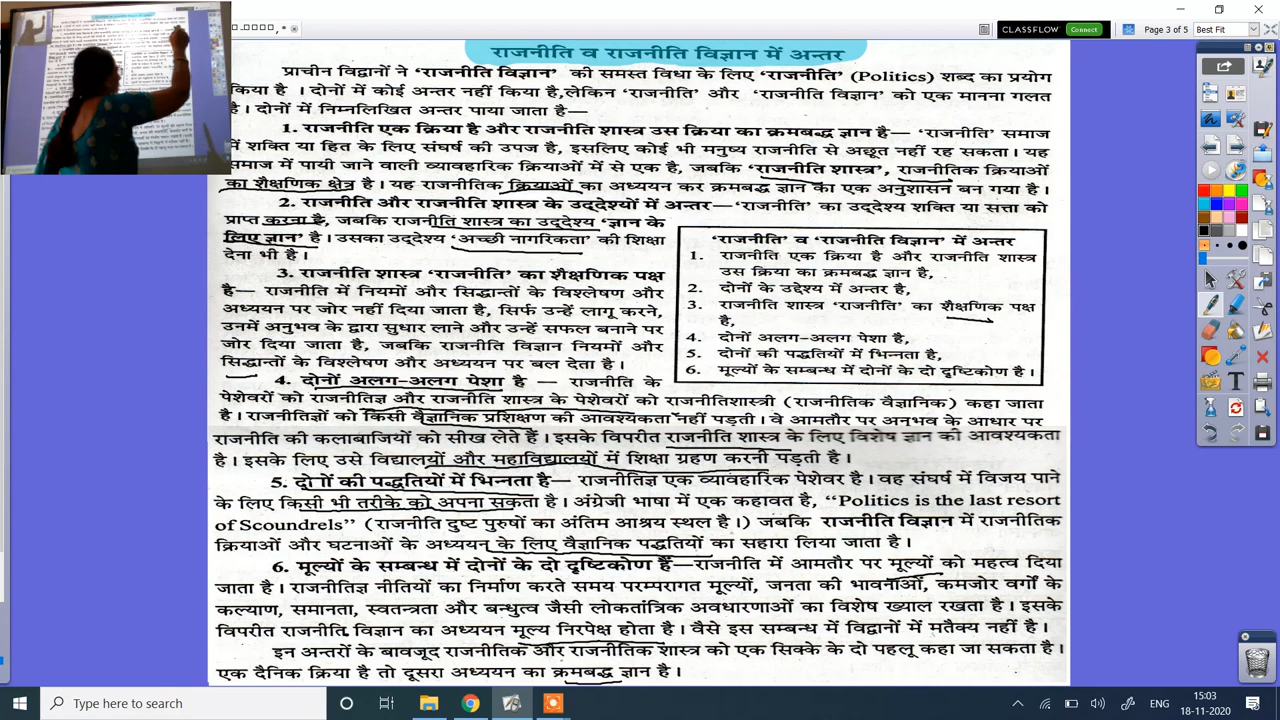 CLASSFLOW Connect Page 3 of 5 Best Fit
राजनीति विज्ञान
प्राचीन विद्वानों ने 'राजनीति विज्ञान' की समस्त विधा के लिए 'राजनीति' (Politics) शब्द का प्रयोग
किया है । दोनों में कोई अन्तर नहीं किया है,लेकिन 'राजनीति' और 'राजनीति विज्ञान' को एक मानना गलत
है। दोनों में निम्नलिखित अन्तर पाया जाता है—
1. राजनीति एक क्रिया है और राजनीति शास्त्र उस क्रिया का क्रमबद्ध ज्ञान है— 'राजनीति' समाज
में शक्ति या हित के लिए संघर्ष की उपज है, इसलिए कोई भी मनुष्य राजनीति से अछूता नहीं रह सकता। यह
समाज में पायी जाने वाली व्यावहारिक क्रियाओं में से एक है, जबकि 'राजनीति शास्त्र', राजनीतिक क्रियाओं
का शैक्षणिक क्षेत्र है। यह राजनीतिक क्रियाओं का अध्ययन कर क्रमबद्ध ज्ञान का एक अनुशासन बन गया है।
2. राजनीति और राजनीति शास्त्र के उद्देश्यों में अन्तर—'राजनीति' का उद्देश्य शक्ति या सत्ता को
प्राप्त करना है, जबकि राजनीति शास्त्र का उद्देश्य 'ज्ञान के
लिए ज्ञान' है। उसका उद्देश्य 'अच्छी नागरिकता' की शिक्षा
देना भी है।
3. राजनीति शास्त्र 'राजनीति' का शैक्षणिक पक्ष
है— राजनीति में नियमों और सिद्धान्तों के विश्लेषण और
अध्ययन पर जोर नहीं दिया जाता है, सिर्फ उन्हें लागू करने,
उनमें अनुभव के द्वारा सुधार लाने और उन्हें सफल बनाने पर
जोर दिया जाता है, जबकि राजनीति विज्ञान नियमों और
सिद्धान्तों के विश्लेषण और अध्ययन पर बल देता है।
'राजनीति' व 'राजनीति विज्ञान' में अन्तर
1. राजनीति एक क्रिया है और राजनीति शास्त्र
उस क्रिया का क्रमबद्ध ज्ञान है,
2. दोनों के उद्देश्य में अन्तर है,
3. राजनीति शास्त्र 'राजनीति' का शैक्षणिक पक्ष
है,
4. दोनों अलग-अलग पेशा है,
5. दोनों की पद्धतियों में भिन्नता है,
6. मूल्यों के सम्बन्ध में दोनों के दो दृष्टिकोण है।
4. दोनों अलग-अलग पेशा है — राजनीति के
पेशेवरों को राजनीतिज्ञ और राजनीति शास्त्र के पेशेवरों को राजनीतिशास्त्री (राजनीतिक वैज्ञानिक) कहा जाता
है। राजनीतिज्ञों को किसी वैज्ञानिक प्रशिक्षण की आवश्यकता नहीं पड़ती। वे आमतौर पर अनुभव के आधार पर
राजनीति की कलाबाजियों को सीख लेते हैं। इसके विपरीत राजनीति शास्त्र के लिए विशेष ज्ञान की आवश्यकता
है। इसके लिए उसे विद्यालयों और महाविद्यालयों में शिक्षा ग्रहण करनी पड़ती है।
5. दोनों की पद्धतियों में भिन्नता है— राजनीतिज्ञ एक व्यावहारिक पेशेवर है। वह संघर्ष में विजय पाने
के लिए किसी भी तरीके को अपना सकता है। अंग्रेजी भाषा में एक कहावत है, "Politics is the last resort
of Scoundrels" (राजनीति दुष्ट पुरुषों का अंतिम आश्रय स्थल है।) जबकि राजनीति विज्ञान में राजनीतिक
क्रियाओं और घटनाओं के अध्ययन के लिए वैज्ञानिक पद्धतियों का सहारा लिया जाता है।
6. मूल्यों के सम्बन्ध में दोनों के दो दृष्टिकोण हैं—राजनीति में आमतौर पर मूल्यों को महत्व दिया
जाता है। राजनीतिज्ञ नीतियों का निर्माण करते समय परम्परागत मूल्यों, जनता की भावनाओं, कमजोर वर्गों के
कल्याण, समानता, स्वतन्त्रता और बन्धुत्व जैसी लोकतांत्रिक अवधारणाओं का विशेष ख्याल रखता है। इसके
विपरीत राजनीति विज्ञान का अध्ययन मूल्य निरपेक्ष होता है। वैसे इस सम्बन्ध में विद्वानों में मतैक्य नहीं है।
इन अन्तरों के बावजूद राजनीतिक और राजनीतिक शास्त्र को एक सिक्के के दो पहलू कहा जा सकता है।
एक दैनिक क्रिया है तो दूसरा अध्ययन का क्रमबद्ध ज्ञान है।
Type here to search
ENG
15:03
18-11-2020